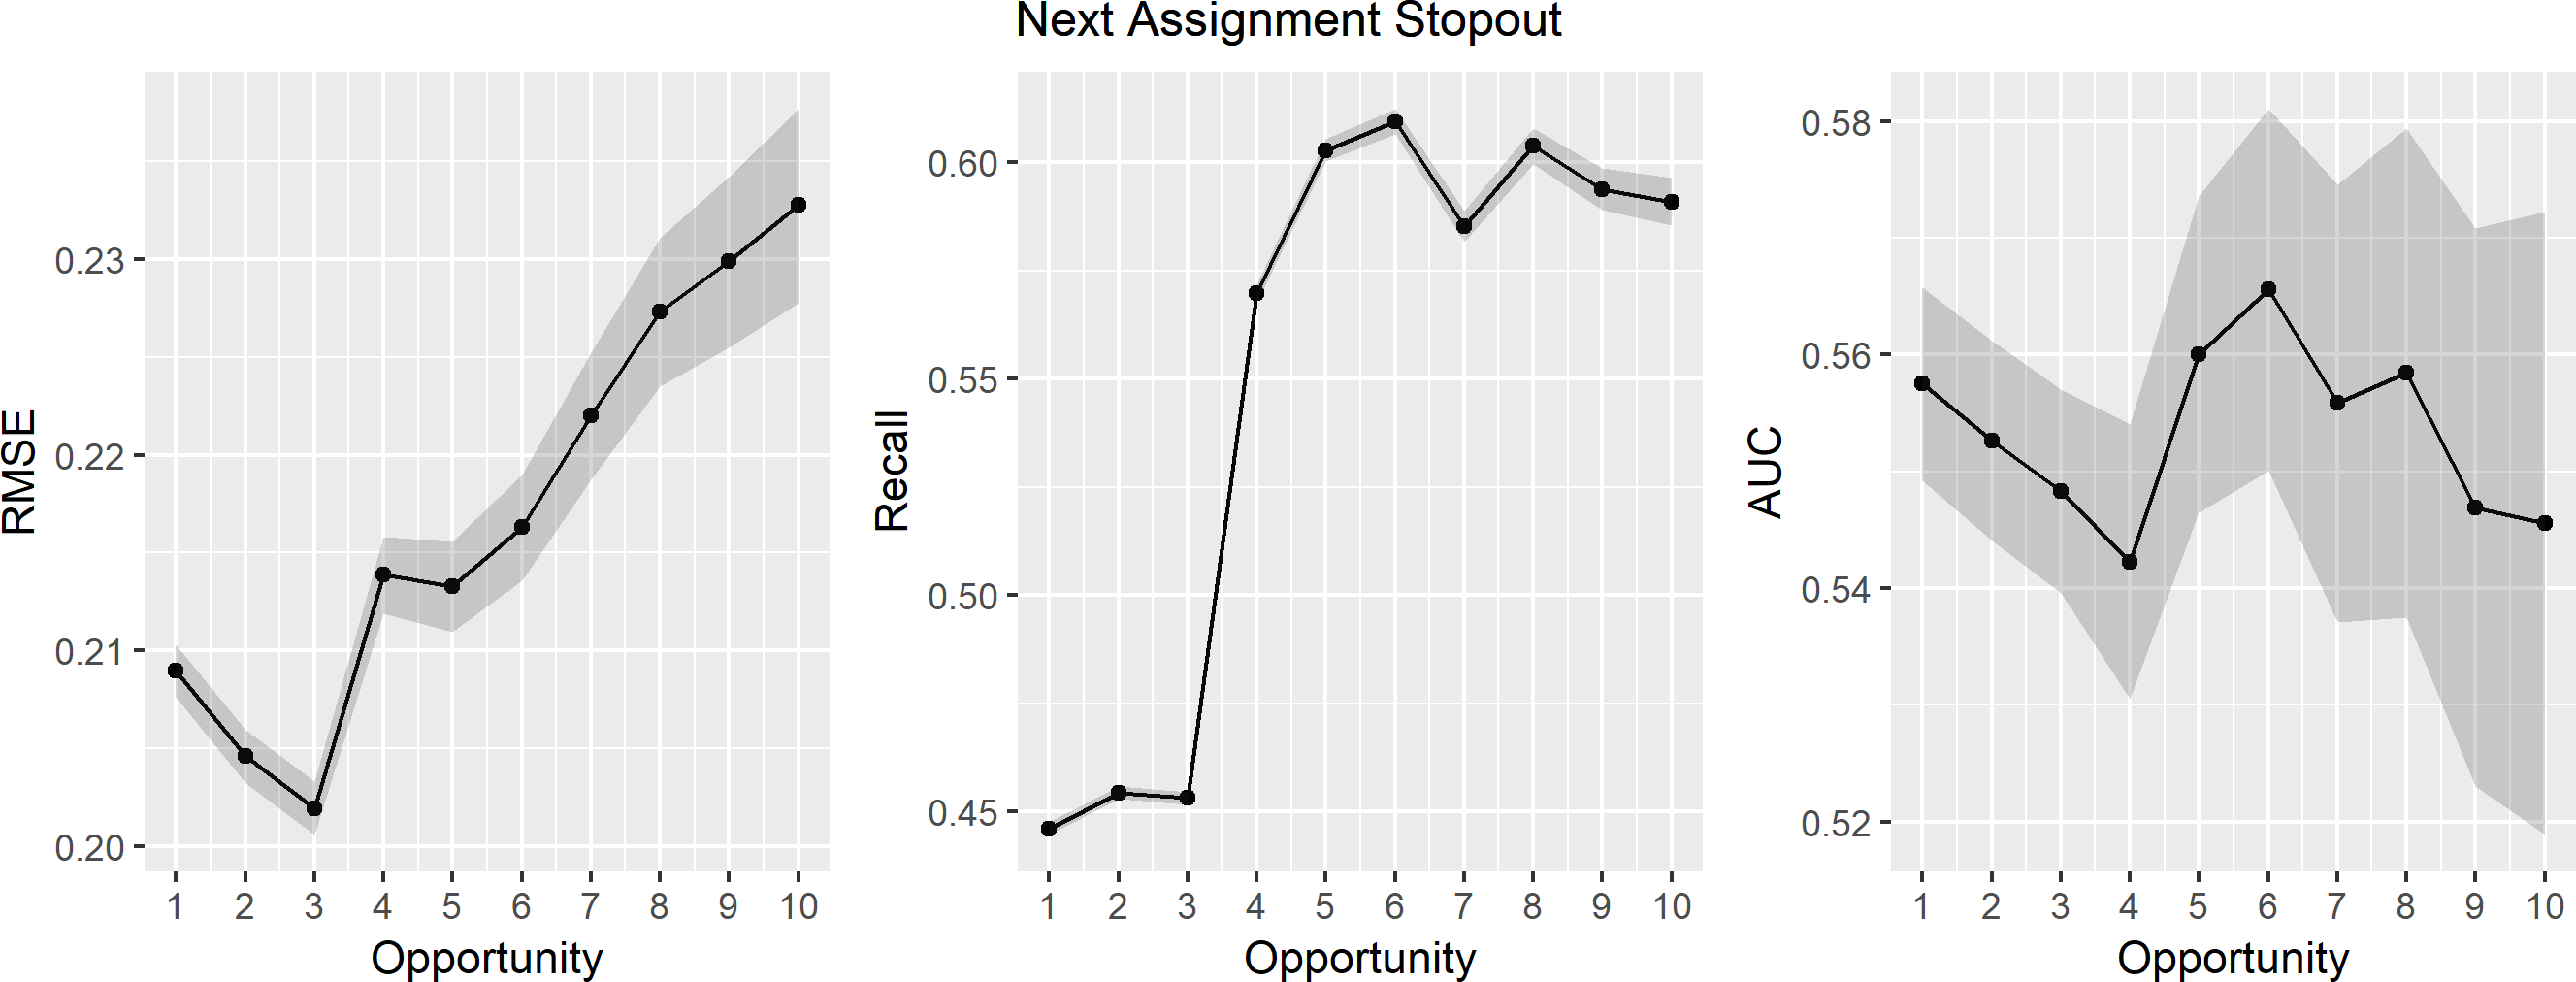 Next Assignment Stopout
RMSE
0.23
0.22
0.21
0.20
1 2 3 4 5 6 7 8 9 10
Opportunity
Recall
0.60
0.55
0.50
0.45
1 2 3 4 5 6 7 8 9 10
Opportunity
AUC
0.58
0.56
0.54
0.52
1 2 3 4 5 6 7 8 9 10
Opportunity